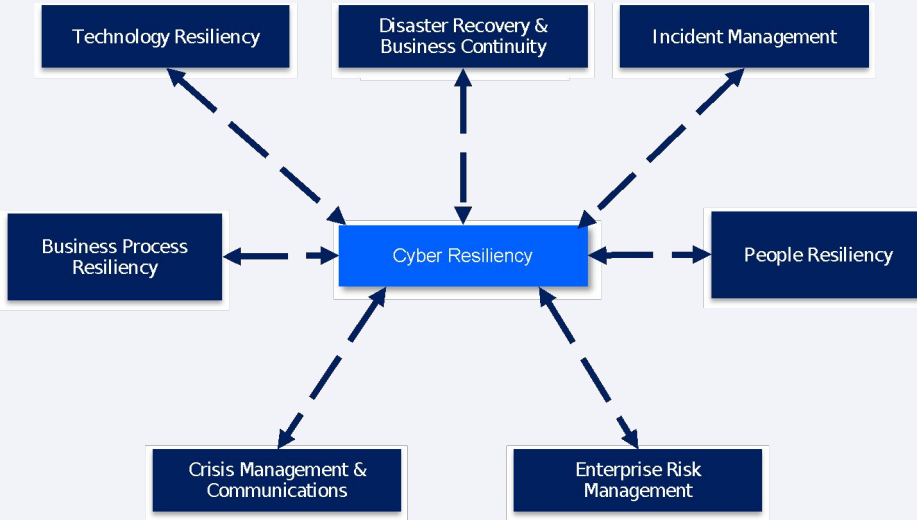 Technology Resiliency
Disaster Recovery &
Business Continuity
Incident Management
Business Process
Resiliency
Cyber Resiliency
People Resiliency
Crisis Management &
Communications
Enterprise Risk
Management